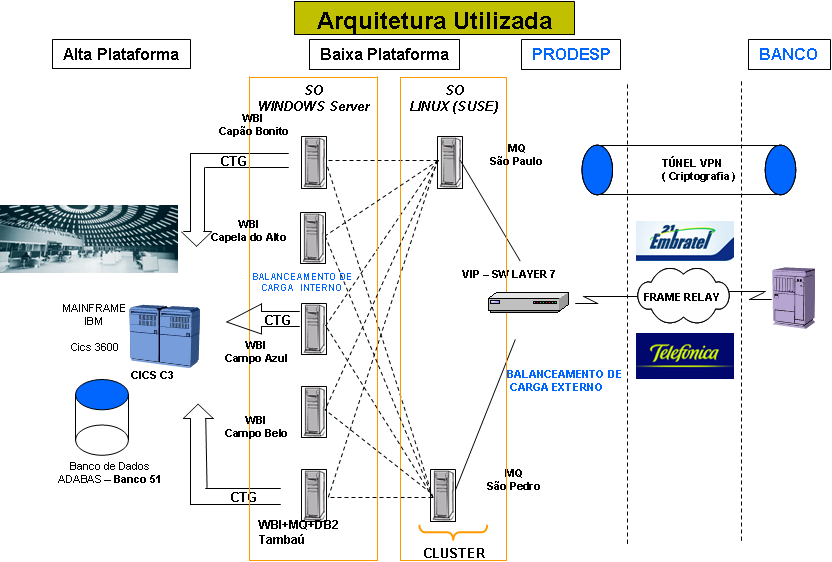 Arquitetura Utilizada
Alta Plataforma
Baixa Plataforma
PRODESP
BANCO
SO
WINDOWS Server
SO
LINUX (SUSE)
WBI
Capão Bonito
CTG
MQ
São Paulo
TÚNEL VPN
( Criptografia )
WBI
Capela do Alto
21
Embratel
BALANCEAMENTO DE
CARGA INTERNO
VIP – SW LAYER 7
FRAME RELAY
MAINFRAME
IBM
Cics 3600
CTG
WBI
Campo Azul
CICS C3
Telefónica
BALANCEAMENTO DE
CARGA EXTERNO
WBI
Campo Belo
Banco de Dados
ADABAS – Banco 51
MQ
São Pedro
CTG
WBI+MQ+DB2
Tambaú
CLUSTER